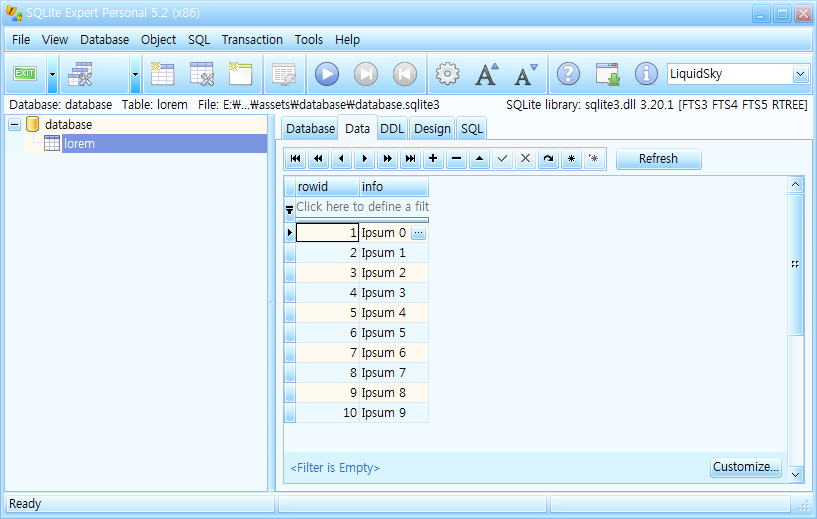 SQLite Expert Personal 5.2 (x86)
File View Database Object SQL Transaction Tools Help
EXIT LiquidSky
Database: database Table: lorem File: E:₩...₩assets₩database₩database.sqlite3 SQLite library: sqlite3.dll 3.20.1 [FTS3 FTS4 FTS5 RTREE]
database
lorem
Database Data DDL Design SQL
Refresh
rowid info
Click here to define a filt
1 Ipsum 0 ...
2 Ipsum 1
3 Ipsum 2
4 Ipsum 3
5 Ipsum 4
6 Ipsum 5
7 Ipsum 6
8 Ipsum 7
9 Ipsum 8
10 Ipsum 9
<Filter is Empty> Customize...
Ready